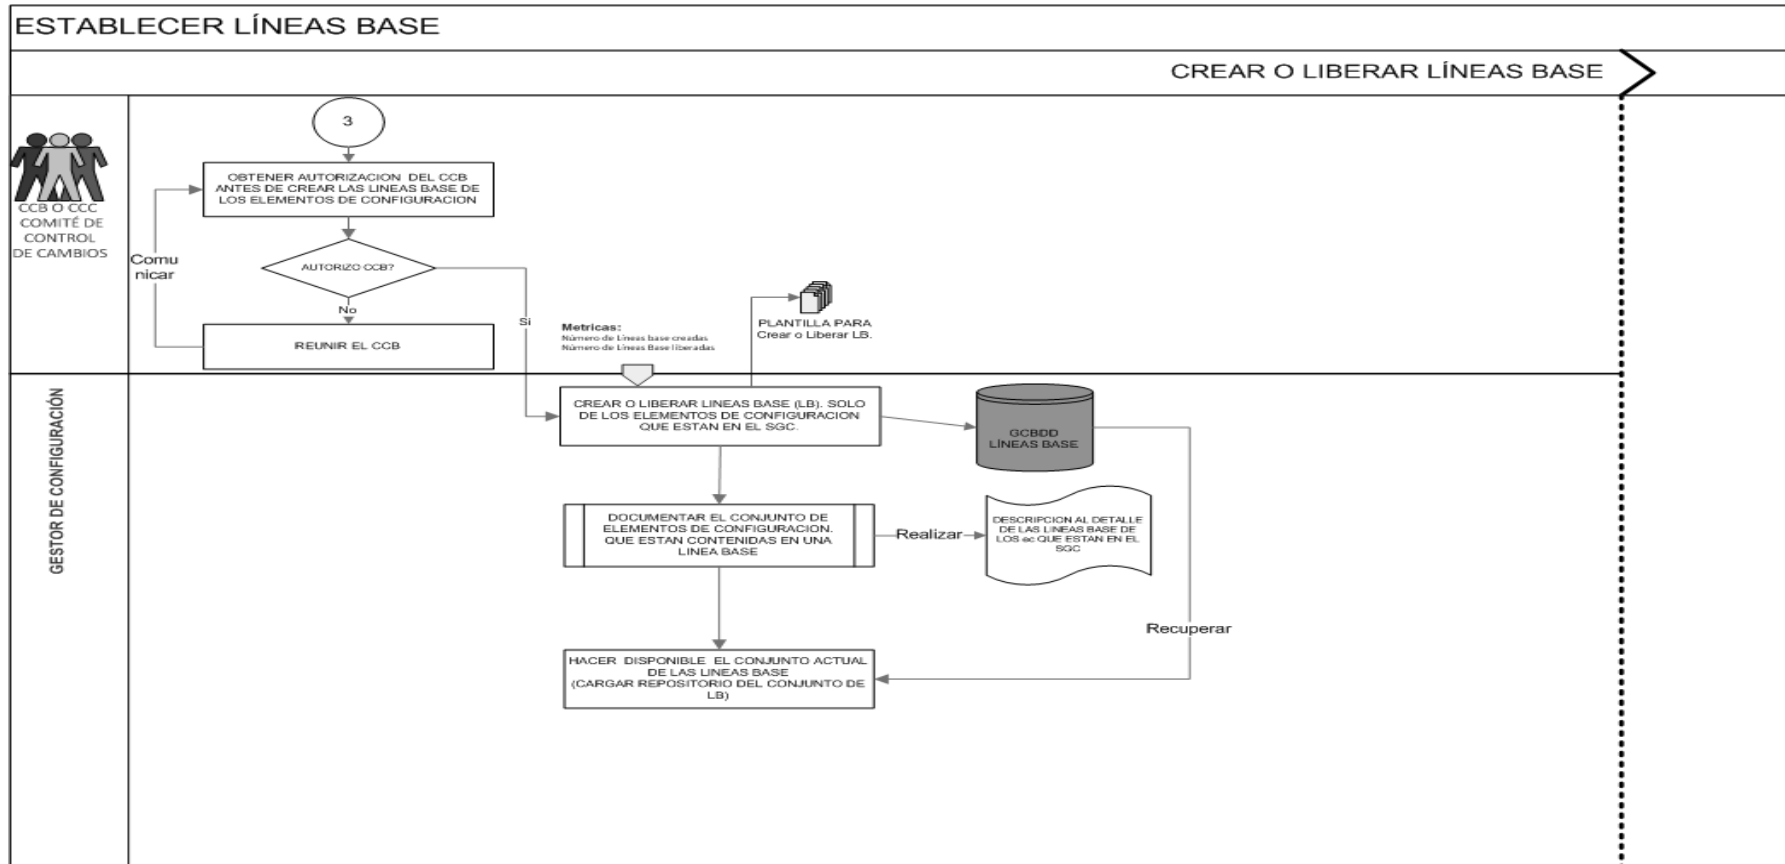 ESTABLECER LÍNEAS BASE
CREAR O LIBERAR LÍNEAS BASE
CCB O CCC
COMITÉ DE
CONTROL
DE CAMBIOS
3
OBTENER AUTORIZACION DEL CCB
ANTES DE CREAR LAS LINEAS BASE DE
LOS ELEMENTOS DE CONFIGURACION
Comu
nicar
AUTORIZO CCB?
No
Si
REUNIR EL CCB
Metricas:
Número de Líneas base creadas
Número de Líneas Base liberadas
PLANTILLA PARA
Crear o Liberar LB.
GESTOR DE CONFIGURACIÓN
CREAR O LIBERAR LINEAS BASE (LB). SOLO
DE LOS ELEMENTOS DE CONFIGURACION
QUE ESTAN EN EL SGC.
GCBDD
LÍNEAS BASE
DOCUMENTAR EL CONJUNTO DE
ELEMENTOS DE CONFIGURACION.
QUE ESTAN CONTENIDAS EN UNA
LINEA BASE
Realizar
DESCRIPCION AL DETALLE
DE LAS LINEAS BASE DE
LOS ec QUE ESTAN EN EL
SGC
Recuperar
HACER DISPONIBLE EL CONJUNTO ACTUAL
DE LAS LINEAS BASE
(CARGAR REPOSITORIO DEL CONJUNTO DE
LB)